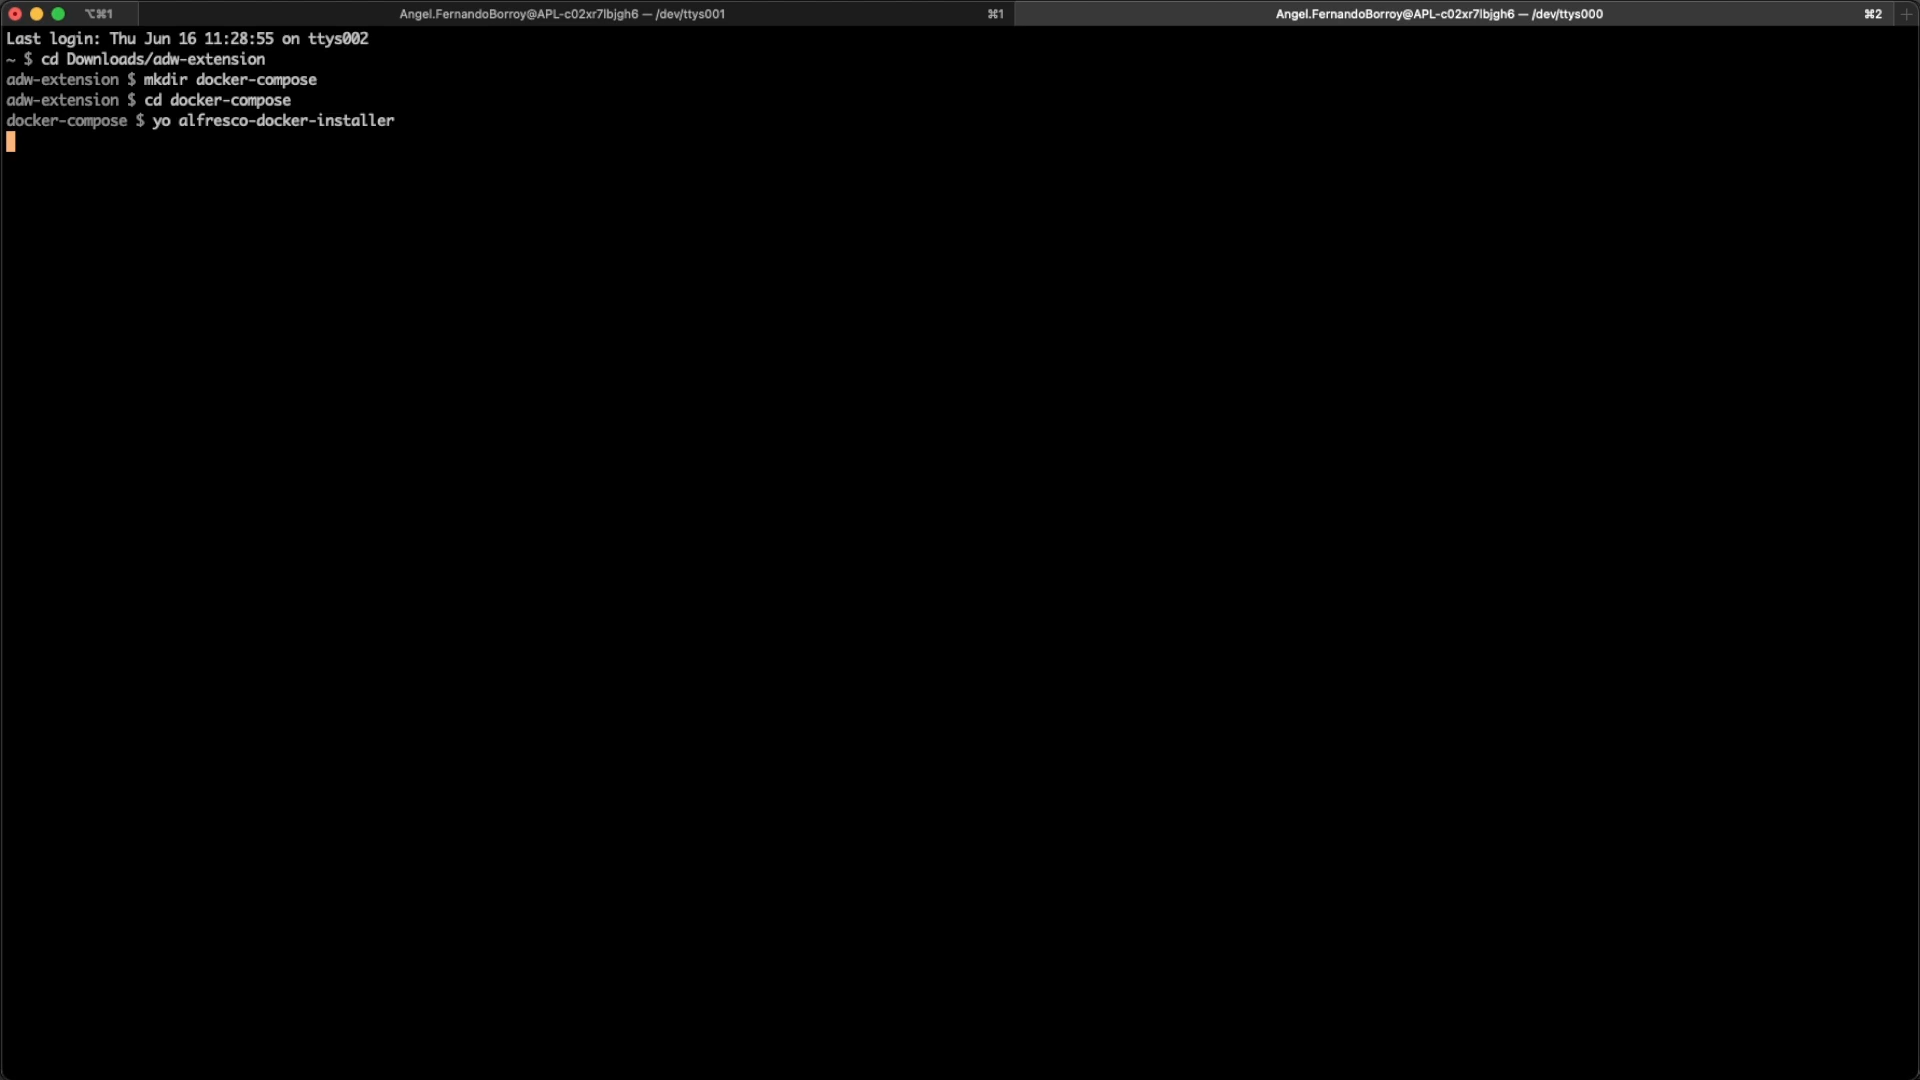 ⌥⌘1
Angel.FernandoBorroy@APL-c02xr7lbjgh6 — /dev/ttys001
⌘1
Angel.FernandoBorroy@APL-c02xr7lbjgh6 — /dev/ttys000
⌘2
Last login: Thu Jun 16 11:28:55 on ttys002
~ $ cd Downloads/adw-extension
adw-extension $ mkdir docker-compose
adw-extension $ cd docker-compose
docker-compose $ yo alfresco-docker-installer